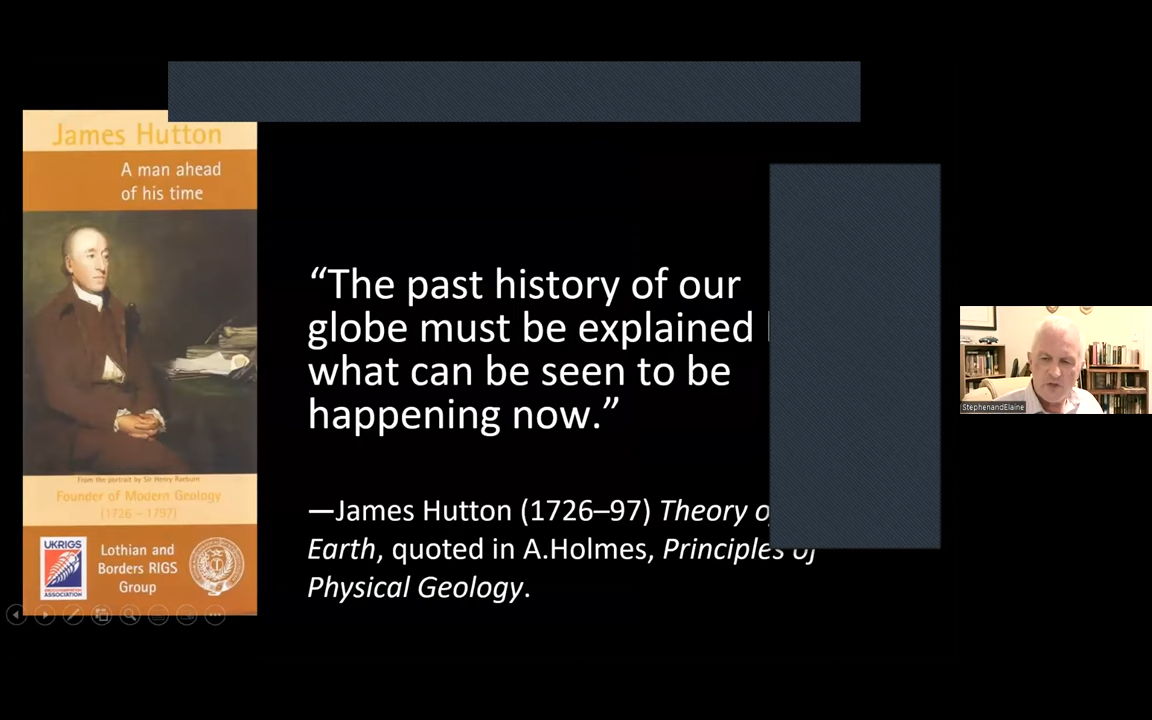 James Hutton
A man ahead
of his time
From the portrait by Sir Henry Raeburn
Founder of Modern Geology
(1726 – 1797)
UKRIGS
ASSOCIATION
Lothian and
Borders RIGS
Group
“The past history of our
globe must be explained
what can be seen to be
happening now.”
—James Hutton (1726–97) Theory
Earth, quoted in A.Holmes, Principles of
Physical Geology.
StephenandElaine